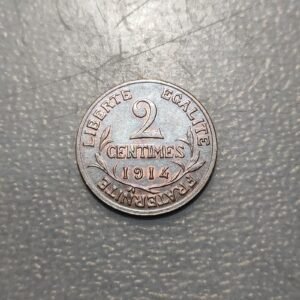 LIBERTE EGALITE
2
CENTIMES
1914
FRATERNITE